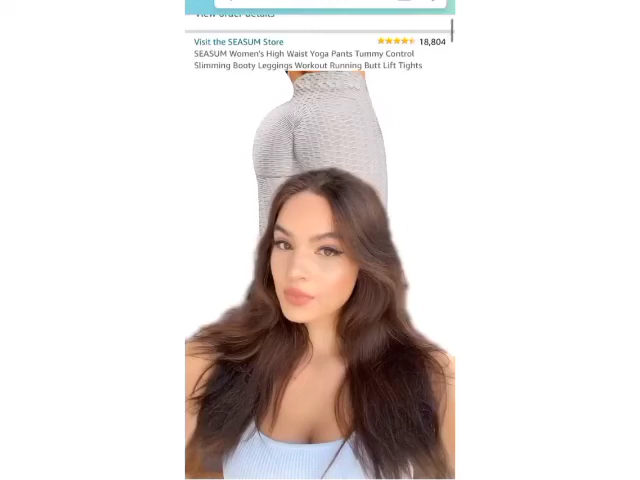 View order details
Visit the SEASUM Store 18,804
SEASUM Women's High Waist Yoga Pants Tummy Control
Slimming Booty Leggings Workout Running Butt Lift Tights